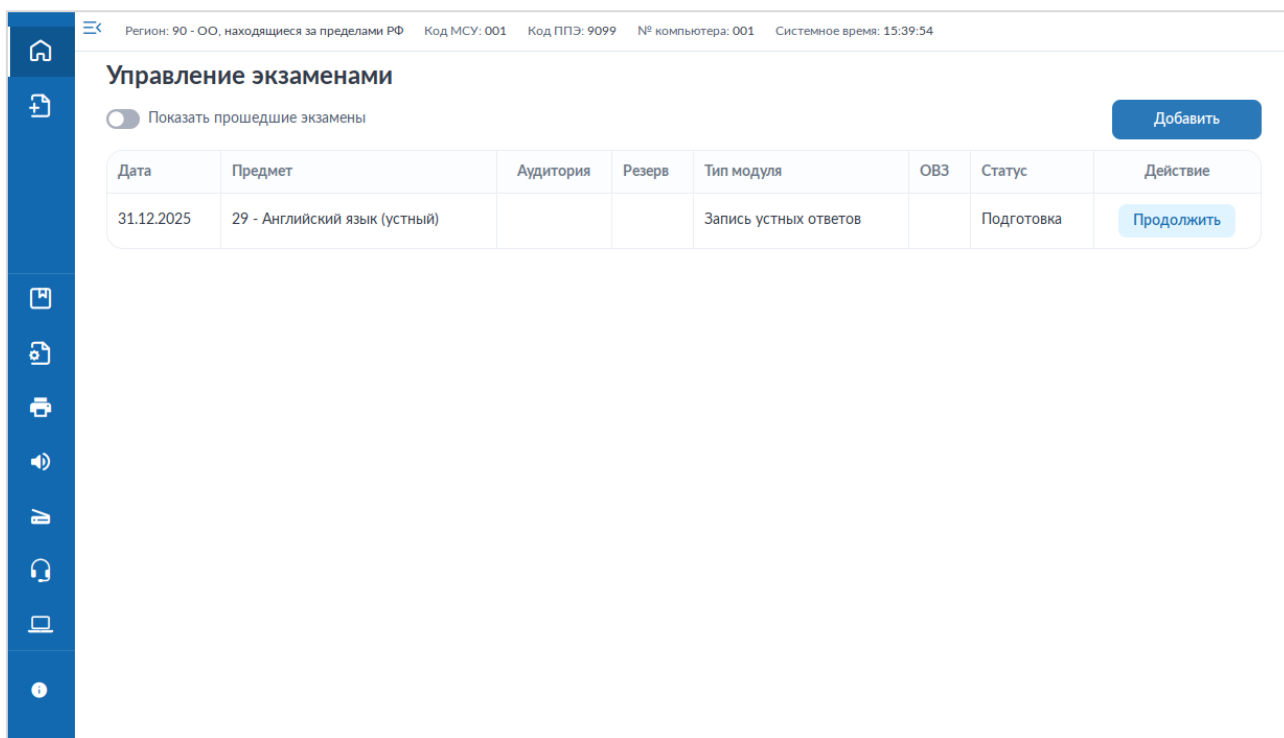 Регион: 90 - ОО, находящиеся за пределами РФ Код МСУ: 001 Код ППЭ: 9099 № компьютера: 001 Системное время: 15:39:54
Управление экзаменами
Показать прошедшие экзамены
Добавить
Дата Предмет Аудитория Резерв Тип модуля ОВЗ Статус Действие
31.12.2025 29 - Английский язык (устный) Запись устных ответов Подготовка Продолжить